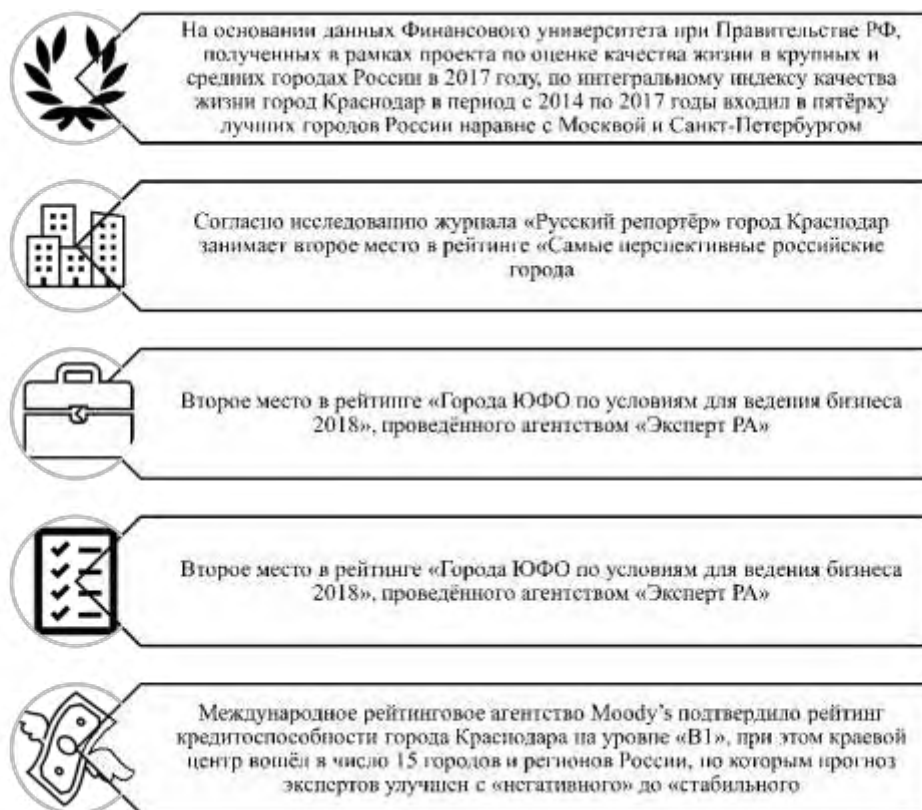 На основании данных Финансового университета при Правительстве РФ,
полученных в рамках проекта по оценке качества жизни в крупных и
средних городах России в 2017 году, по интегральному индексу качества
жизни город Краснодар в период с 2014 по 2017 годы входил в пятёрку
лучших городов России наравне с Москвой и Санкт-Петербургом
Согласно исследованию журнала «Русский репортёр» город Краснодар
занимает второе место в рейтинге «Самые перспективные российские
города
Второе место в рейтинге «Города ЮФО по условиям для ведения бизнеса
2018», проведённого агентством «Эксперт РА»
Второе место в рейтинге «Города ЮФО по условиям для ведения бизнеса
2018», проведённого агентством «Эксперт РА»
Международное рейтинговое агентство Moody's подтвердило рейтинг
кредитоспособности города Краснодара на уровне «В1», при этом краевой
центр вошёл в число 15 городов и регионов России, по которым прогноз
экспертов улучшен с «негативного» до «стабильного